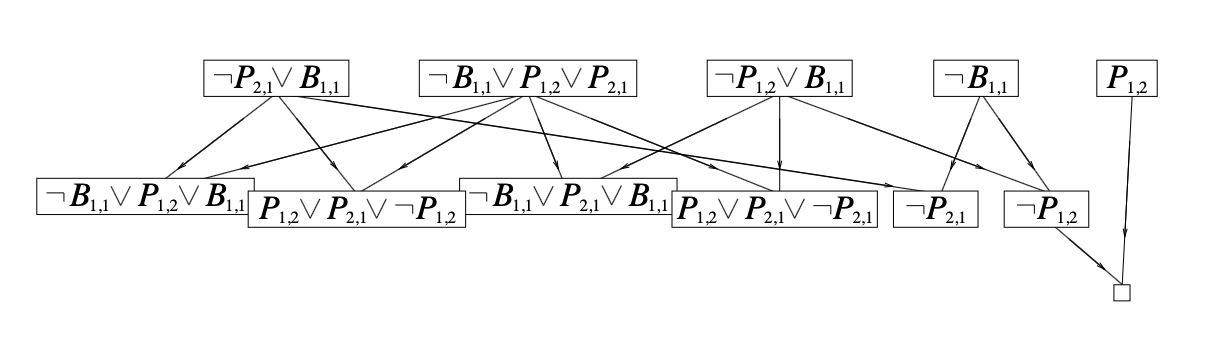 ¬P2,1 ∨ B1,1 ¬B1,1 ∨ P1,2 ∨ P2,1 ¬P1,2 ∨ B1,1 ¬B1,1 P1,2
¬B1,1 ∨ P1,2 ∨ B1,1 P1,2 ∨ P2,1 ∨ ¬P1,2 ¬B1,1 ∨ P2,1 ∨ B1,1 P1,2 ∨ P2,1 ∨ ¬P2,1 ¬P2,1 ¬P1,2